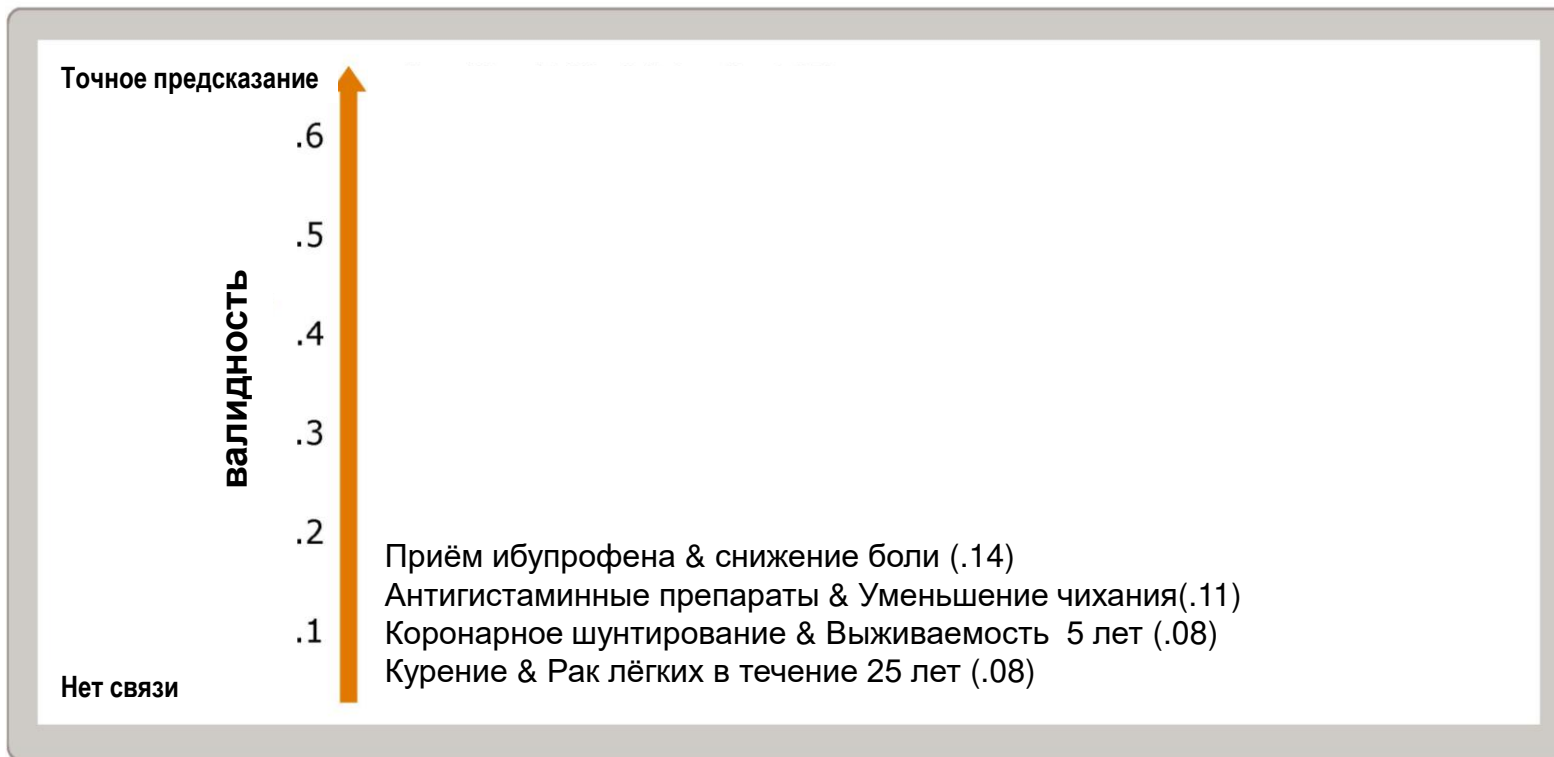 Точное предсказание
.6
.5
.4
валидность
.3
.2
Приём ибупрофена & снижение боли (.14)
Антигистаминные препараты & Уменьшение чихания(.11)
.1
Коронарное шунтирование & Выживаемость 5 лет (.08)
Курение & Рак лёгких в течение 25 лет (.08)
Нет связи